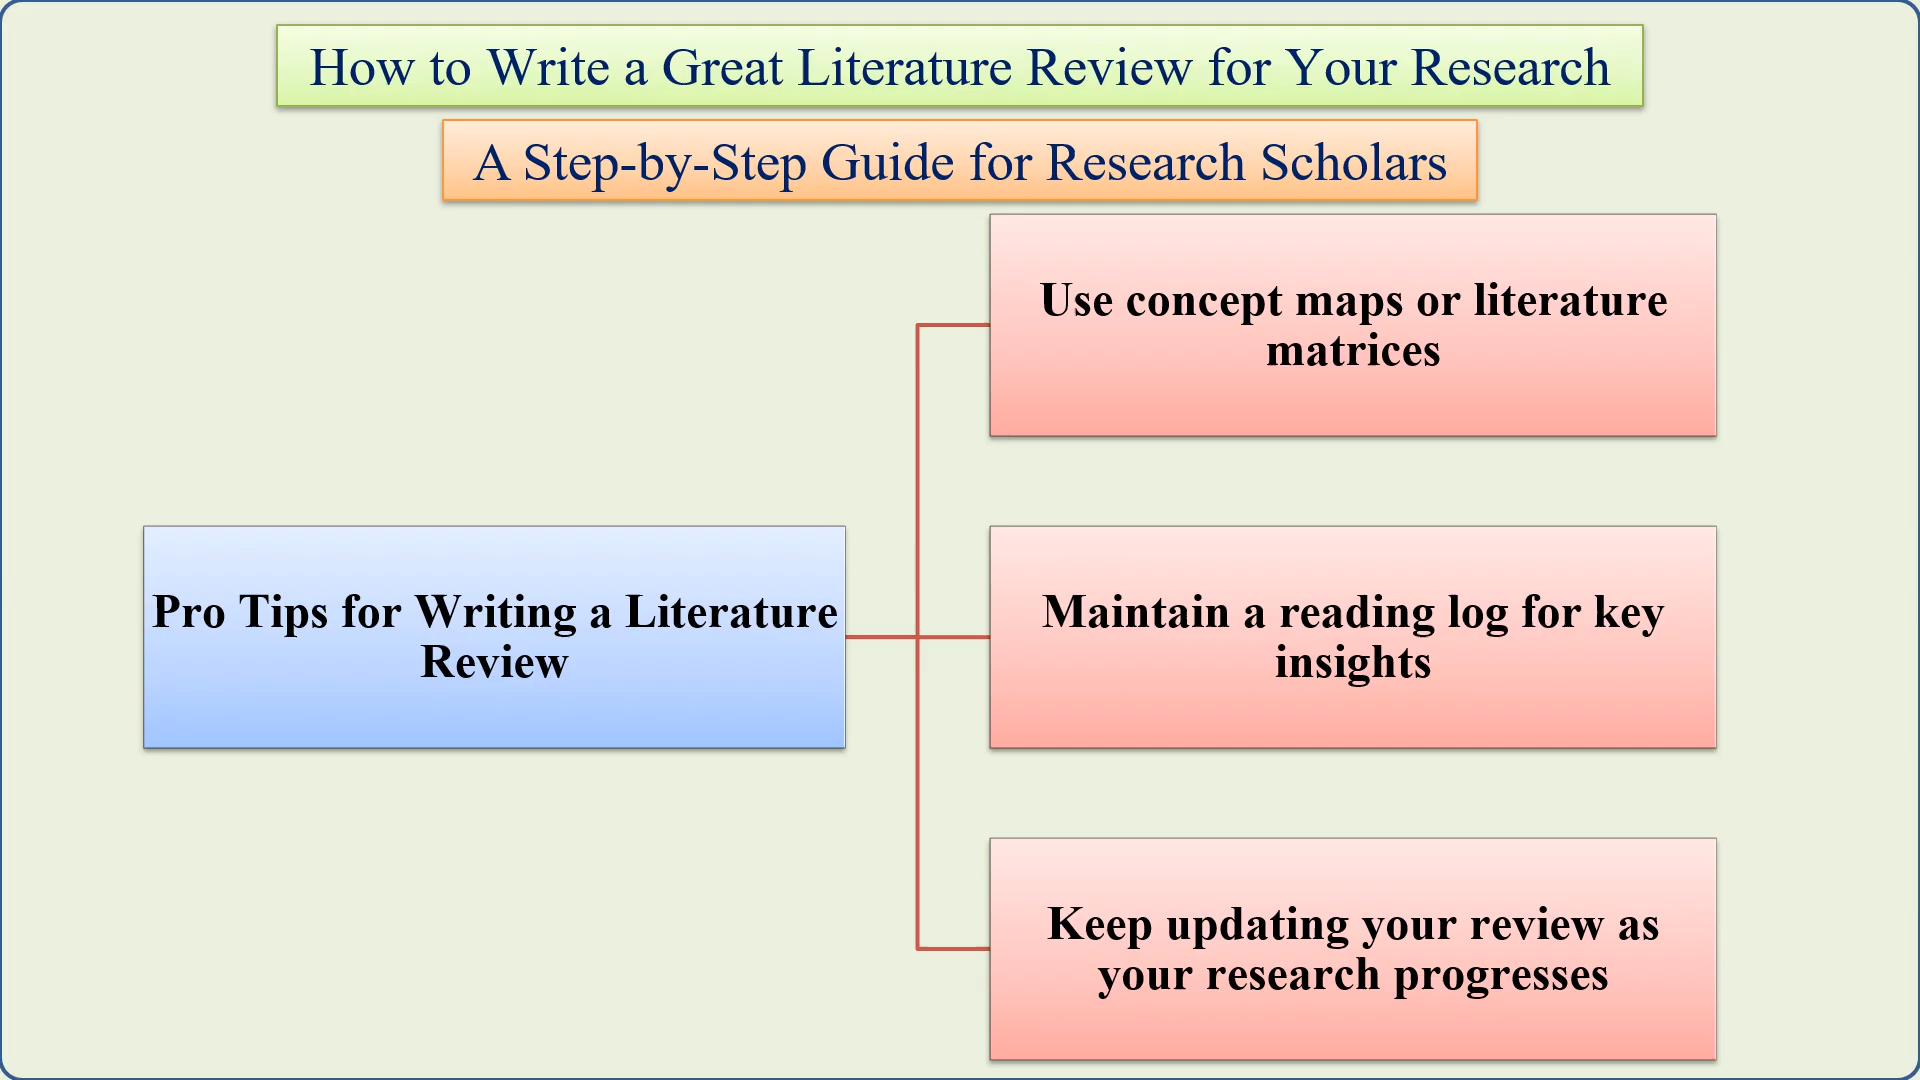 How to Write a Great Literature Review for Your Research
A Step-by-Step Guide for Research Scholars
Pro Tips for Writing a Literature
Review
Use concept maps or literature
matrices
Maintain a reading log for key
insights
Keep updating your review as
your research progresses